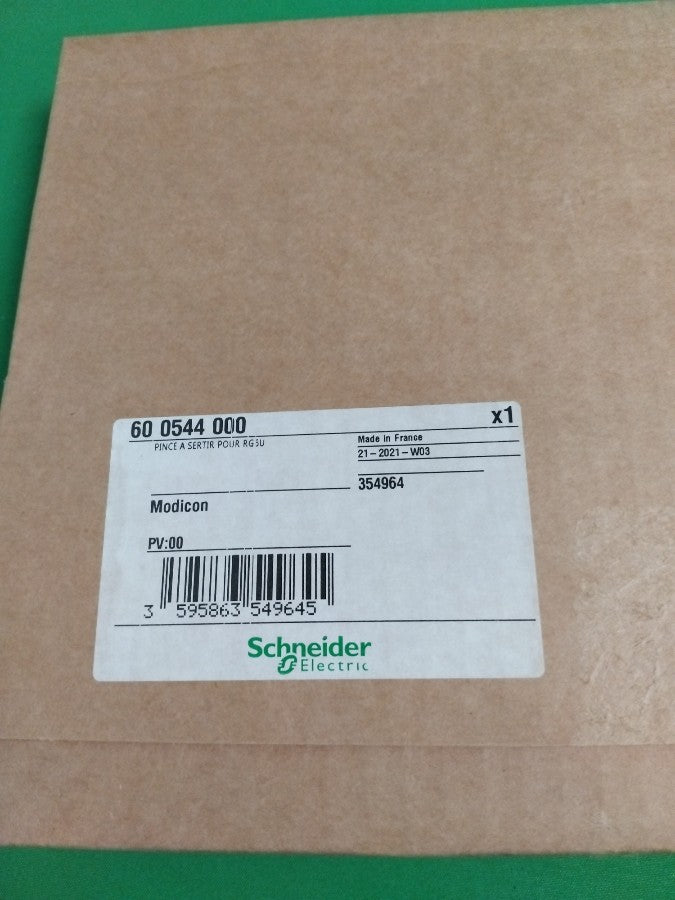 60 0544 000
x1
PINCE A SERTIR POUR
Made in France
21-2021-W03
354964
Modicon
PV:00
3 595863 549645
Schneider
Electric